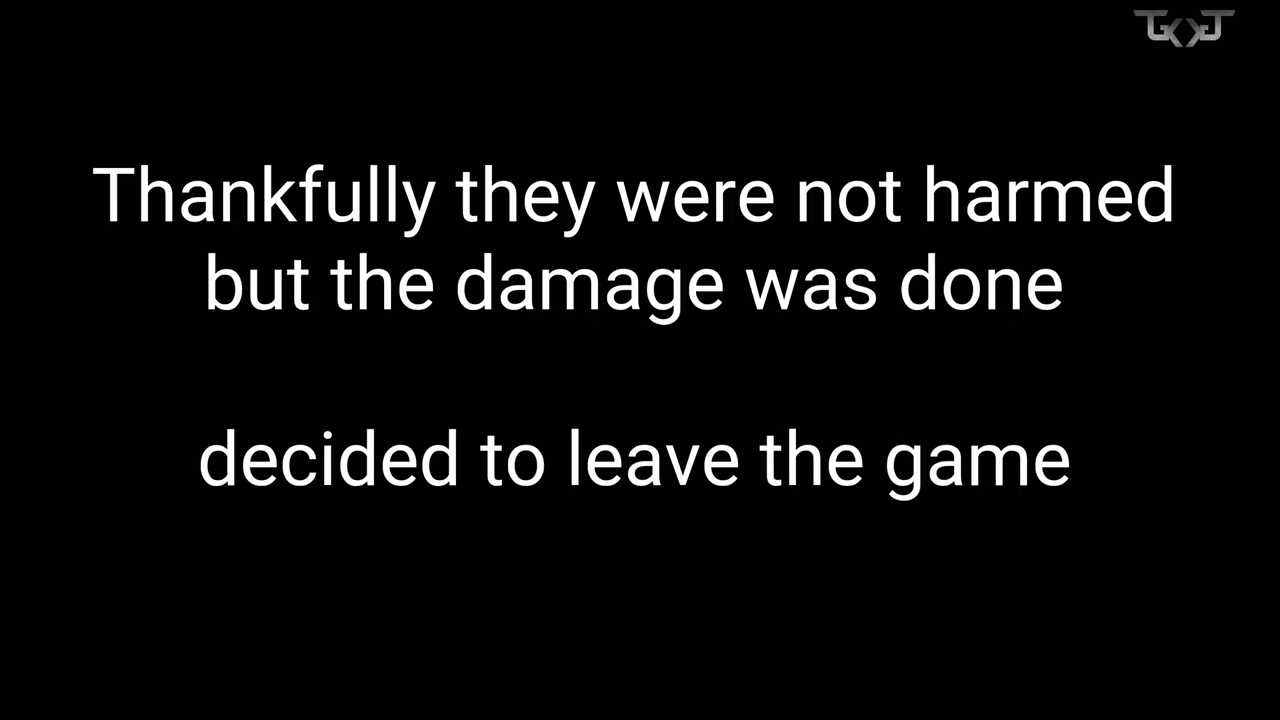 Thankfully they were not harmed
but the damage was done
decided to leave the game